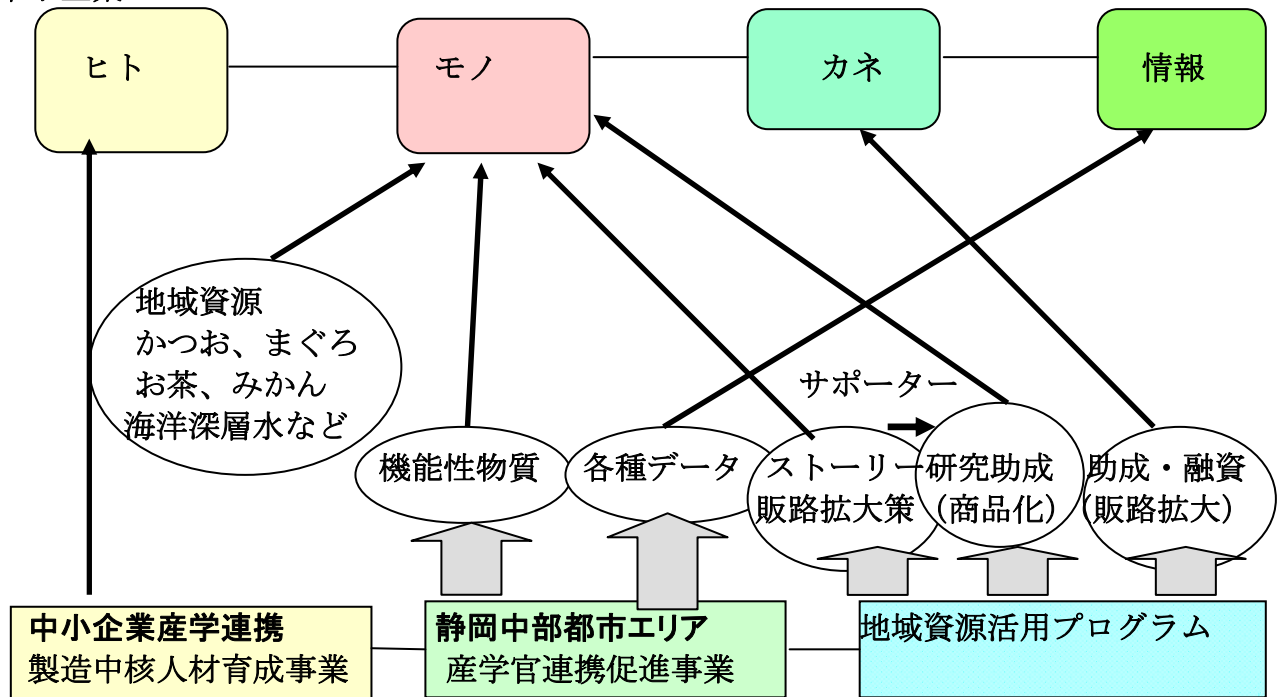 ヒト
モノ
カネ
情報
地域資源
かつお、まぐろ
お茶、みかん
海洋深層水など
サポーター
機能性物質
各種データ
ストーリー
販路拡大策
研究助成
(商品化)
助成・融資
(販路拡大)
中小企業産学連携
製造中核人材育成事業
静岡中部都市エリア
産学官連携促進事業
地域資源活用プログラム